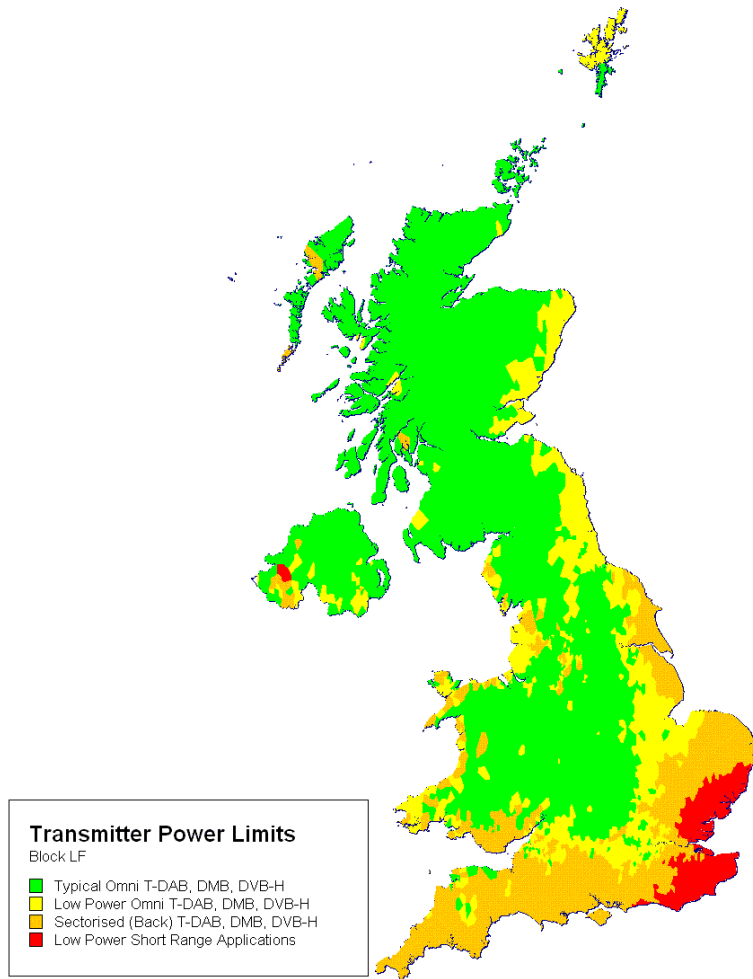 Transmitter Power Limits
Block LF
Typical Omni T-DAB, DMB, DVB-H
Low Power Omni T-DAB, DMB, DVB-H
Sectorised (Back) T-DAB, DMB, DVB-H
Low Power Short Range Applications